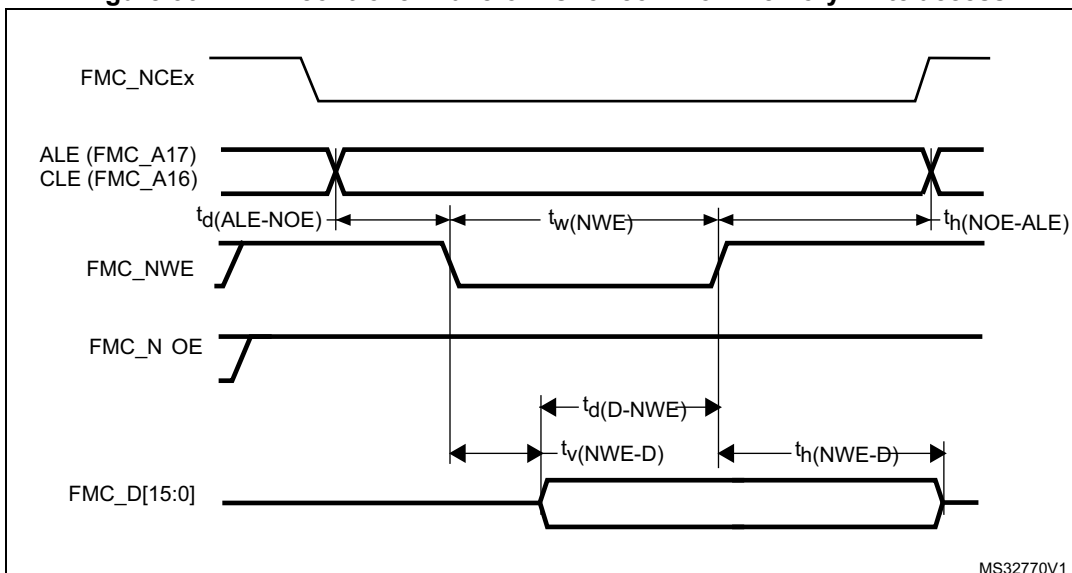 FMC_NCEx
ALE (FMC_A17)
CLE (FMC_A16)
td(ALE-NOE)
tw(NWE)
th(NOE-ALE)
FMC_NWE
FMC_N OE
td(D-NWE)
tv(NWE-D)
th(NWE-D)
FMC_D[15:0]
MS32770V1